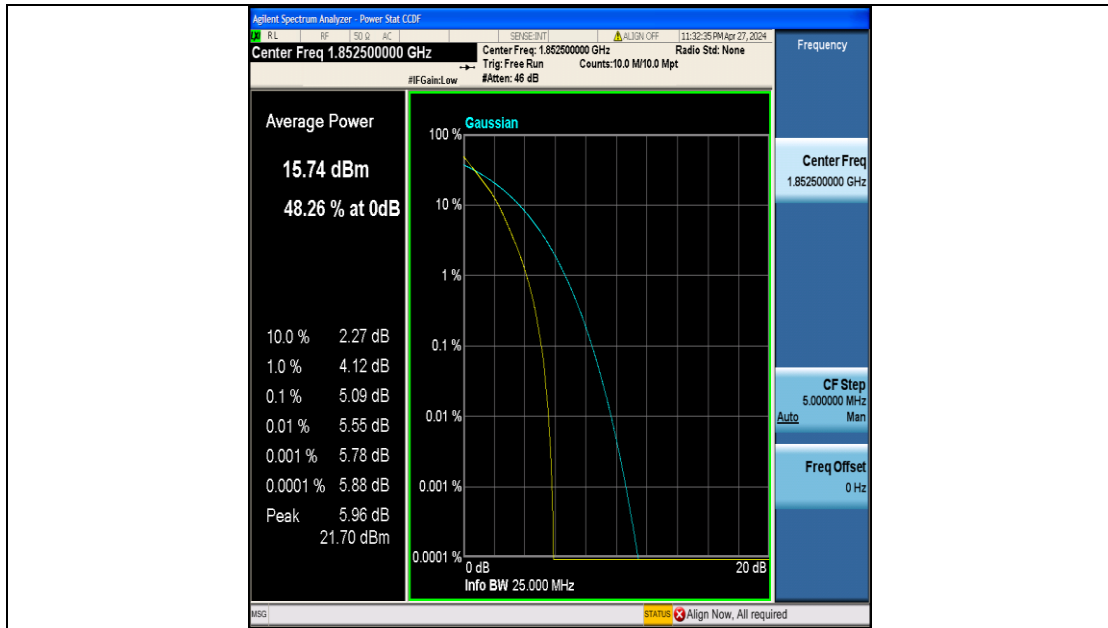 Agilent Spectrum Analyzer - Power Stat CCDF
RL RF 50 Ω AC SENSE:INT ALIGN OFF 11:32:35 PM Apr 27, 2024
Center Freq 1.852500000 GHz
Center Freq: 1.852500000 GHz Radio Std: None
Trig: Free Run Counts:10.0 M/10.0 Mpt
#IFGain:Low #Atten: 46 dB
Frequency
Average Power
15.74 dBm
48.26 % at 0dB
10.0 % 2.27 dB
1.0 % 4.12 dB
0.1 % 5.09 dB
0.01 % 5.55 dB
0.001 % 5.78 dB
0.0001 % 5.88 dB
Peak 5.96 dB
21.70 dBm
Gaussian
100 %
10 %
1 %
0.1 %
0.01 %
0.001 %
0.0001 %
0 dB 20 dB
Info BW 25.000 MHz
Center Freq
1.852500000 GHz
CF Step
5.000000 MHz
Auto Man
Freq Offset
0 Hz
MSG STATUS Align Now, All required